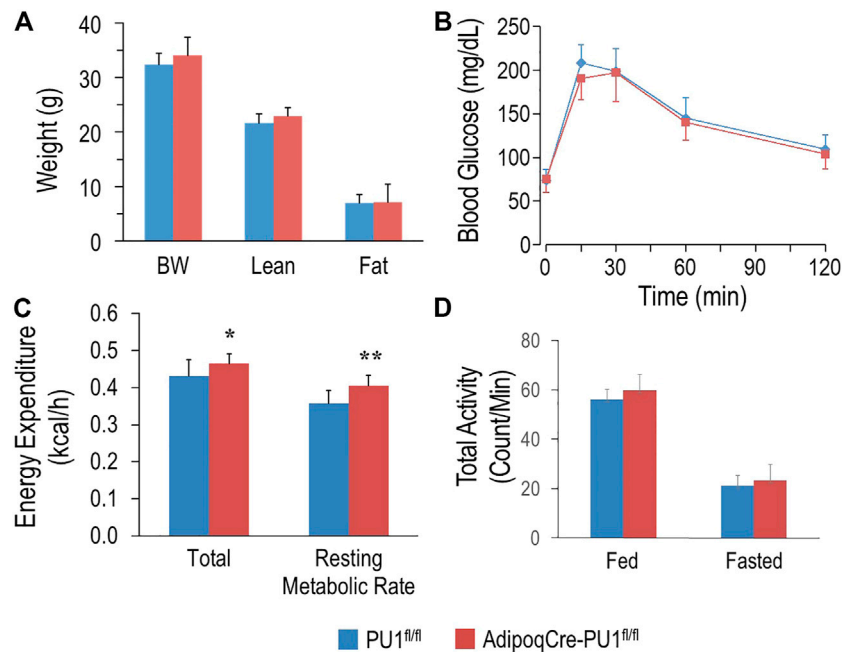 A
Weight (g)
40
30
20
10
0
BW Lean Fat
B
Blood Glucose (mg/dL)
250
200
150
100
50
0
0 30 60 90 120
Time (min)
C
Energy Expenditure
(kcal/h)
0.6
0.5
0.4
0.3
0.2
0.1
0.0
*
**
Total Resting
Metabolic Rate
D
Total Activity
(Count/Min)
80
60
40
20
0
Fed Fasted
PU1fl/fl AdipoqCre-PU1fl/fl